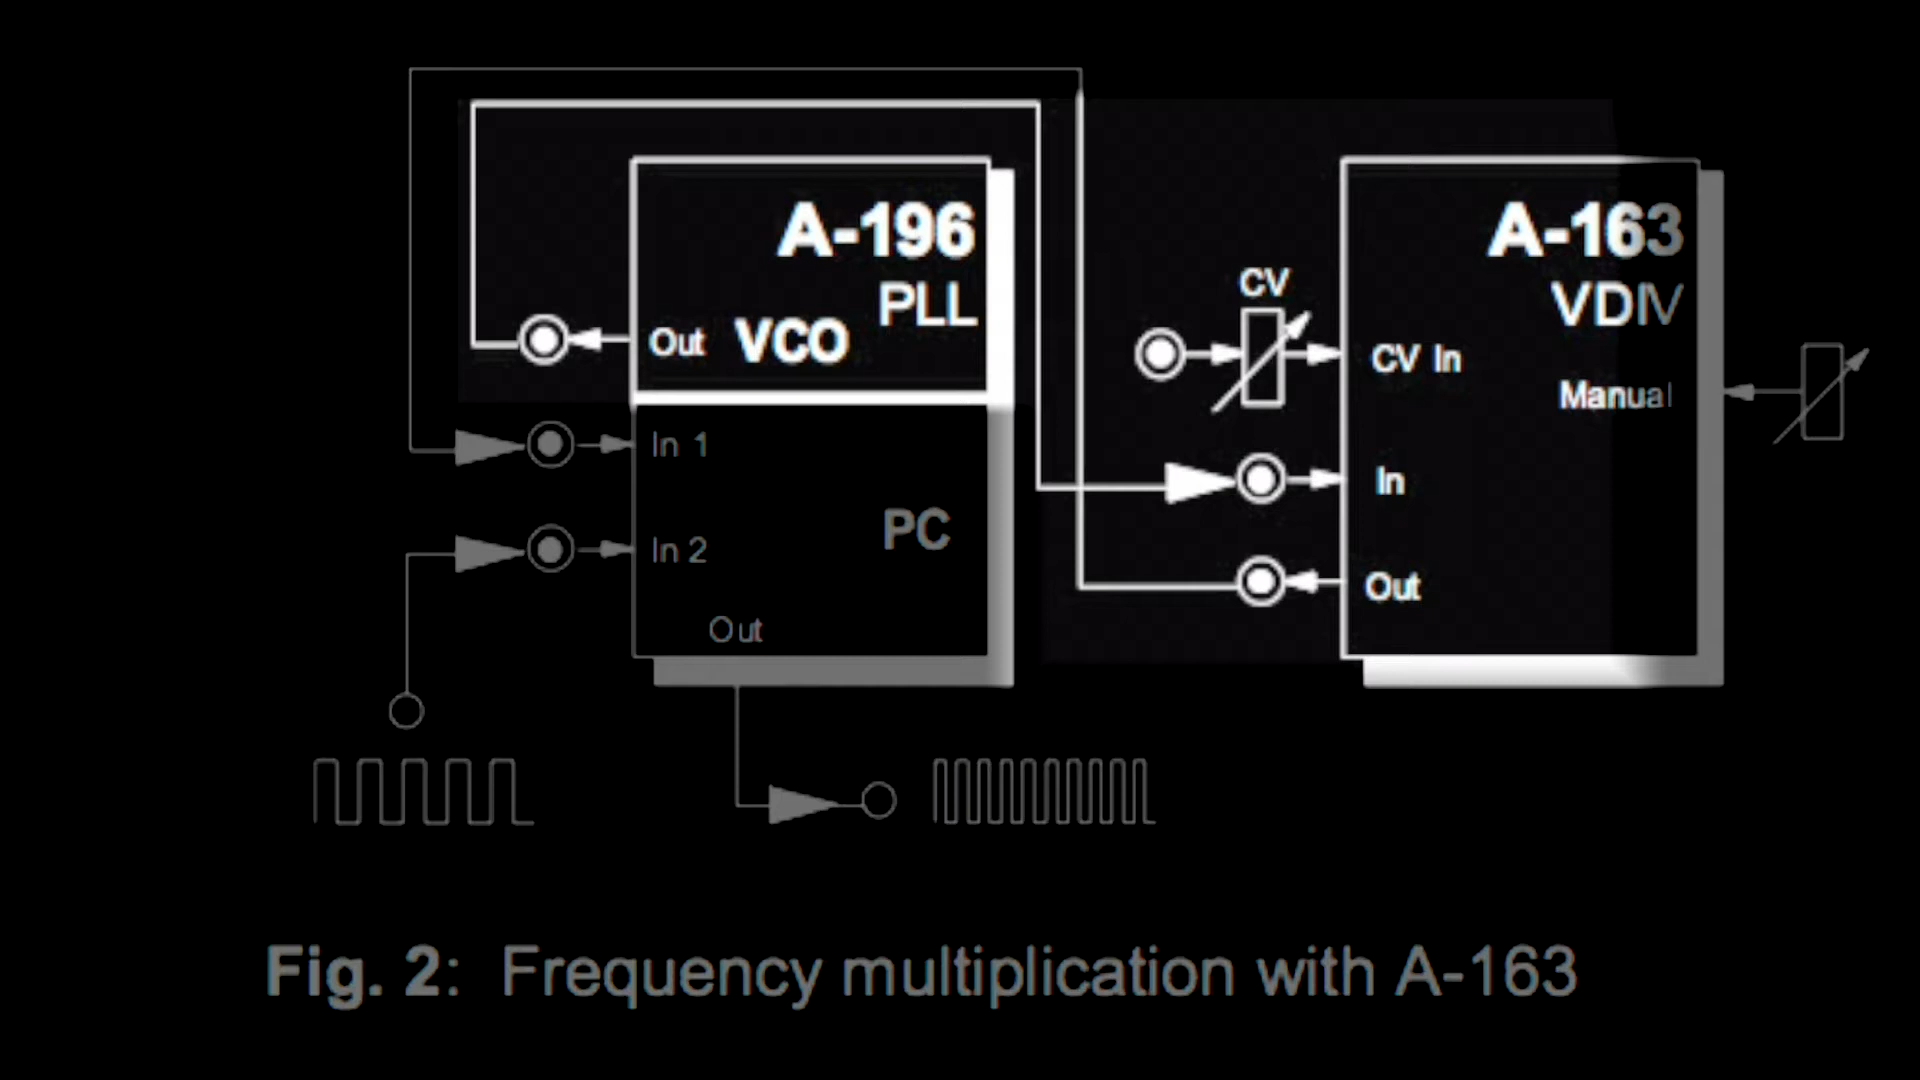 A-196
PLL
Out VCO
In 1
In 2
PC
Out
CV
A-163
VDIV
CV In
Manual
In
Out
Fig. 2: Frequency multiplication with A-163